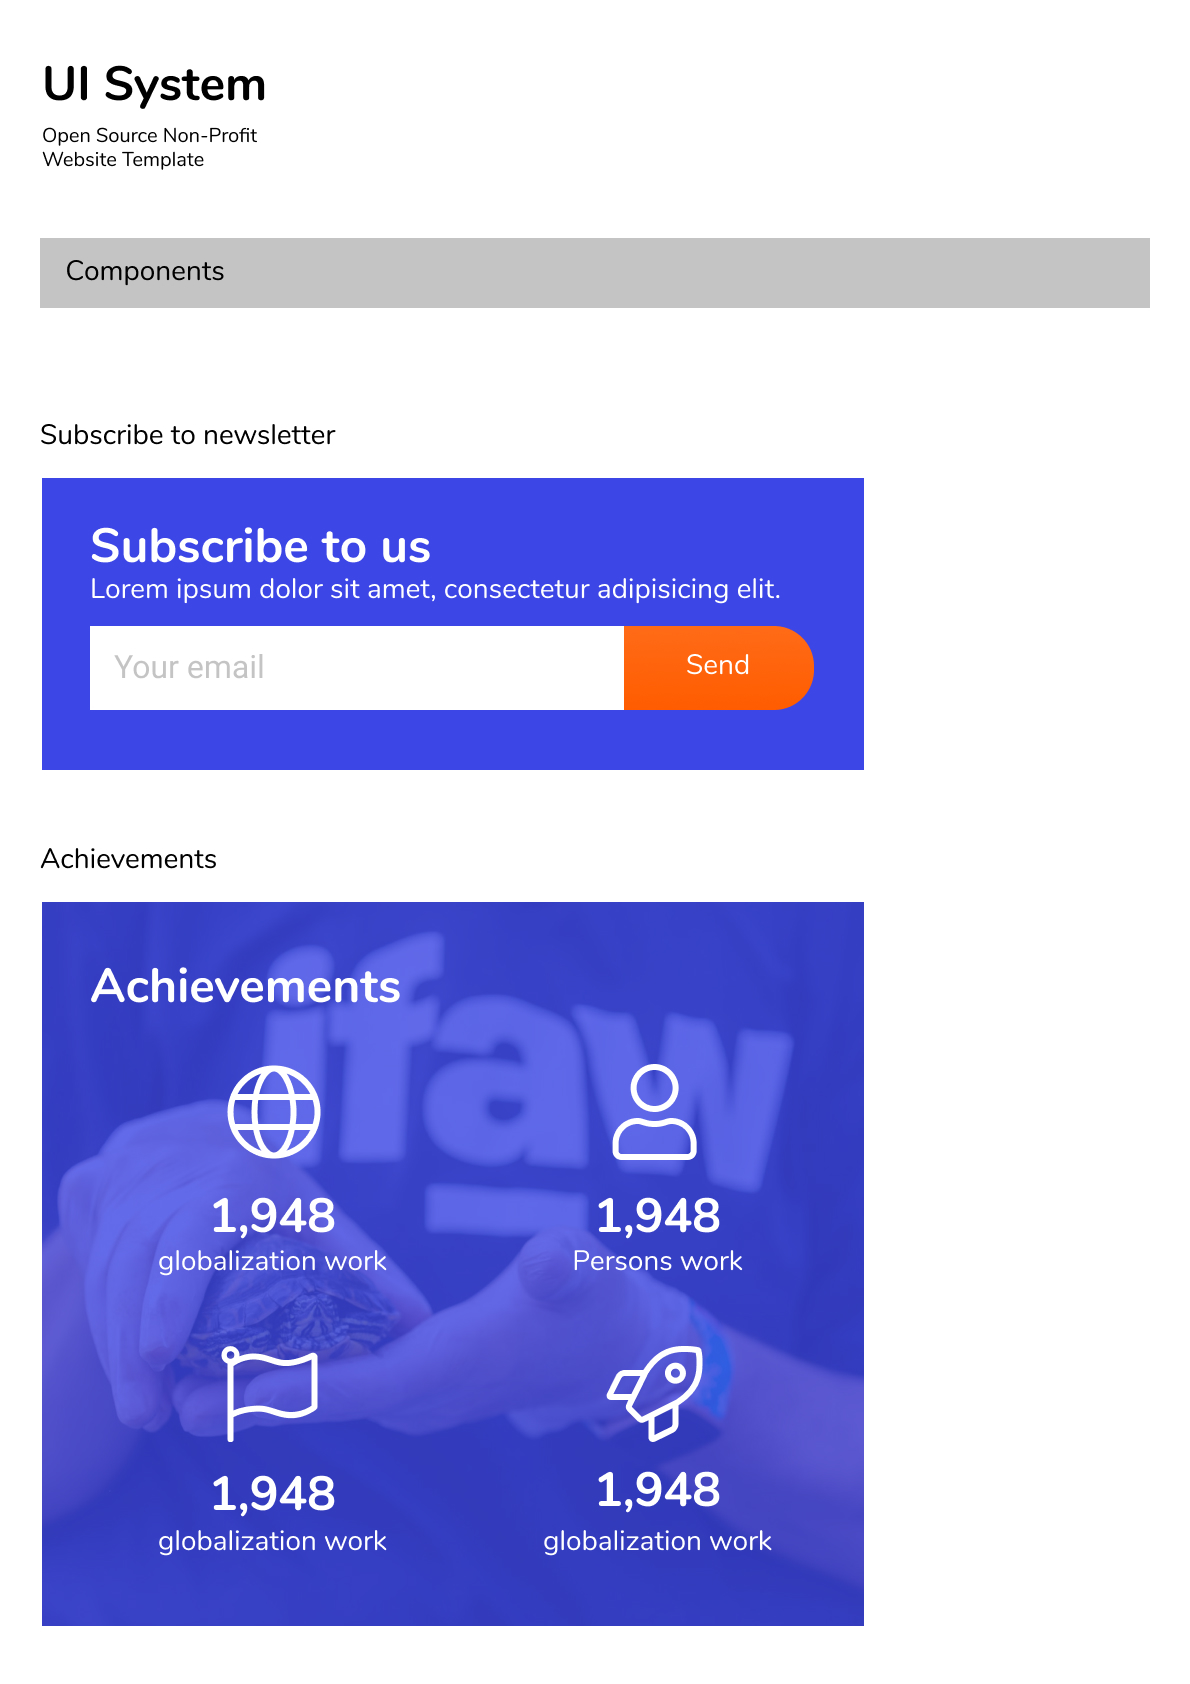 UI System
Open Source Non-Profit
Website Template
Components
Subscribe to newsletter
Subscribe to us
Lorem ipsum dolor sit amet, consectetur adipisicing elit.
Your email
Send
Achievements
ifaw
Achievements
1,948
globalization work
1,948
Persons work
1,948
globalization work
1,948
globalization work